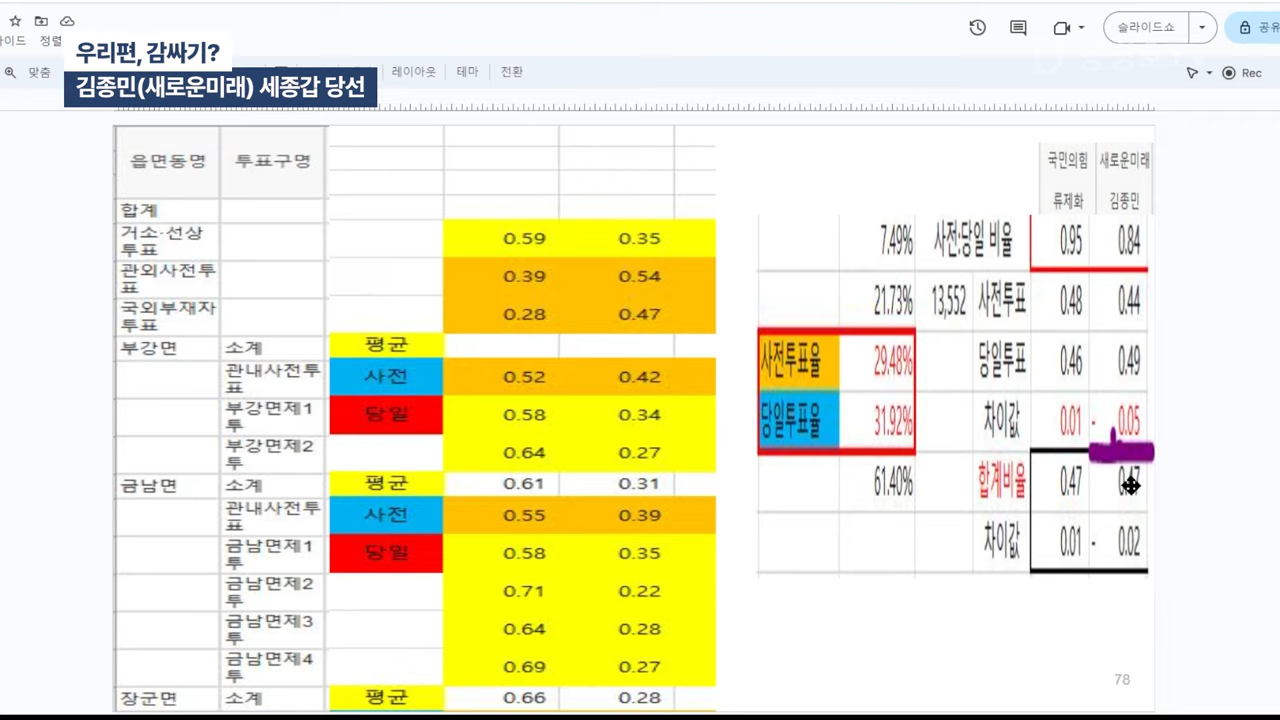 이드 정렬
슬라이드쇼
공유
우리편, 감싸기?
맞춤
레이아웃 테마 전환
Rec
김종민(새로운미래) 세종갑 당선
읍면동명 투표구명
합계
거소·선상
투표 0.59 0.35
관외사전투
표 0.39 0.54
국외부재자
투표 0.28 0.47
부강면 소계 평균
관내사전투
표 사전 0.52 0.42
부강면제1
투 당일 0.58 0.34
부강면제2
투 0.64 0.27
금남면 소계 평균 0.61 0.31
관내사전투
표 사전 0.55 0.39
금남면제1
투 당일 0.58 0.35
금남면제2
투 0.71 0.22
금남면제3
투 0.64 0.28
금남면제4
투 0.69 0.27
장군면 소계 평균 0.66 0.28
국민의힘 새로운미래
류제화 김종민
7.49% 사전:당일 비율 0.95 0.84
21.73% 13,552 사전투표 0.48 0.44
사전투표율 29.48% 당일투표 0.46 0.49
당일투표율 31.92% 차이값 0.01 - 0.05
61.40% 합계비율 0.47
차이값 0.01 - 0.02
78